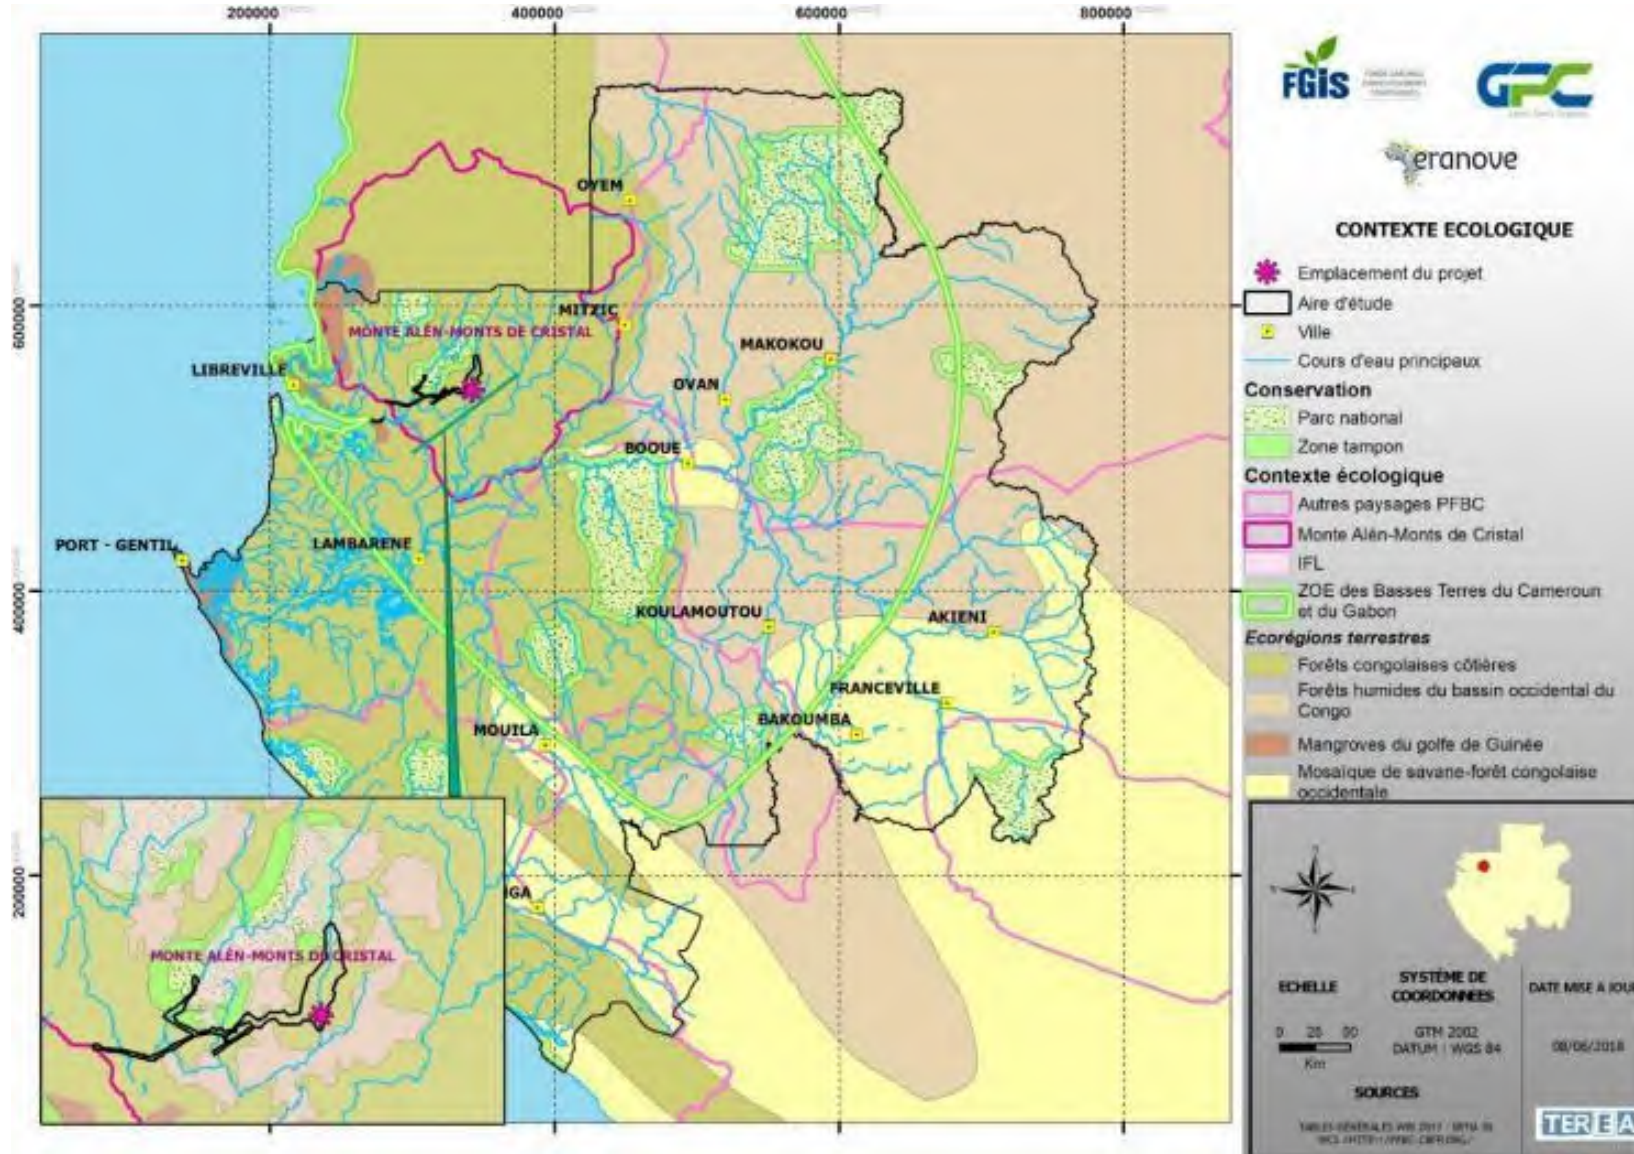 200000 400000 600000 800000
600000
400000
200000
OYEM
MITZIC
MONTE ALÉN-MONTS DE CRISTAL
LIBREVILLE
MAKOKOU
OVAN
BOOUE
PORT - GENTIL
LAMBARENE
KOULAMOUTOU
AKIENI
FRANCEVILLE
BAKOUMBA
MOUILA
IGA
MONTE ALÉN-MONTS DE CRISTAL
FGIS
GPC
eranove
CONTEXTE ECOLOGIQUE
Emplacement du projet
Aire d'étude
Ville
Cours d'eau principaux
Conservation
Parc national
Zone tampon
Contexte écologique
Autres paysages PFBC
Monte Alén-Monts de Cristal
IFL
ZOE des Basses Terres du Cameroun
et du Gabon
Ecorégions terrestres
Forêts congolaises côtières
Forêts humides du bassin occidental du
Congo
Mangroves du golfe de Guinée
Mosaïque de savane-forêt congolaise
occidentale
ECHELLE
Km
SYSTÈME DE
COORDONNEES
GTM 2002
DATUM : WGS 84
DATE MISE A JOUR
08/06/2018
SOURCES
TEREA